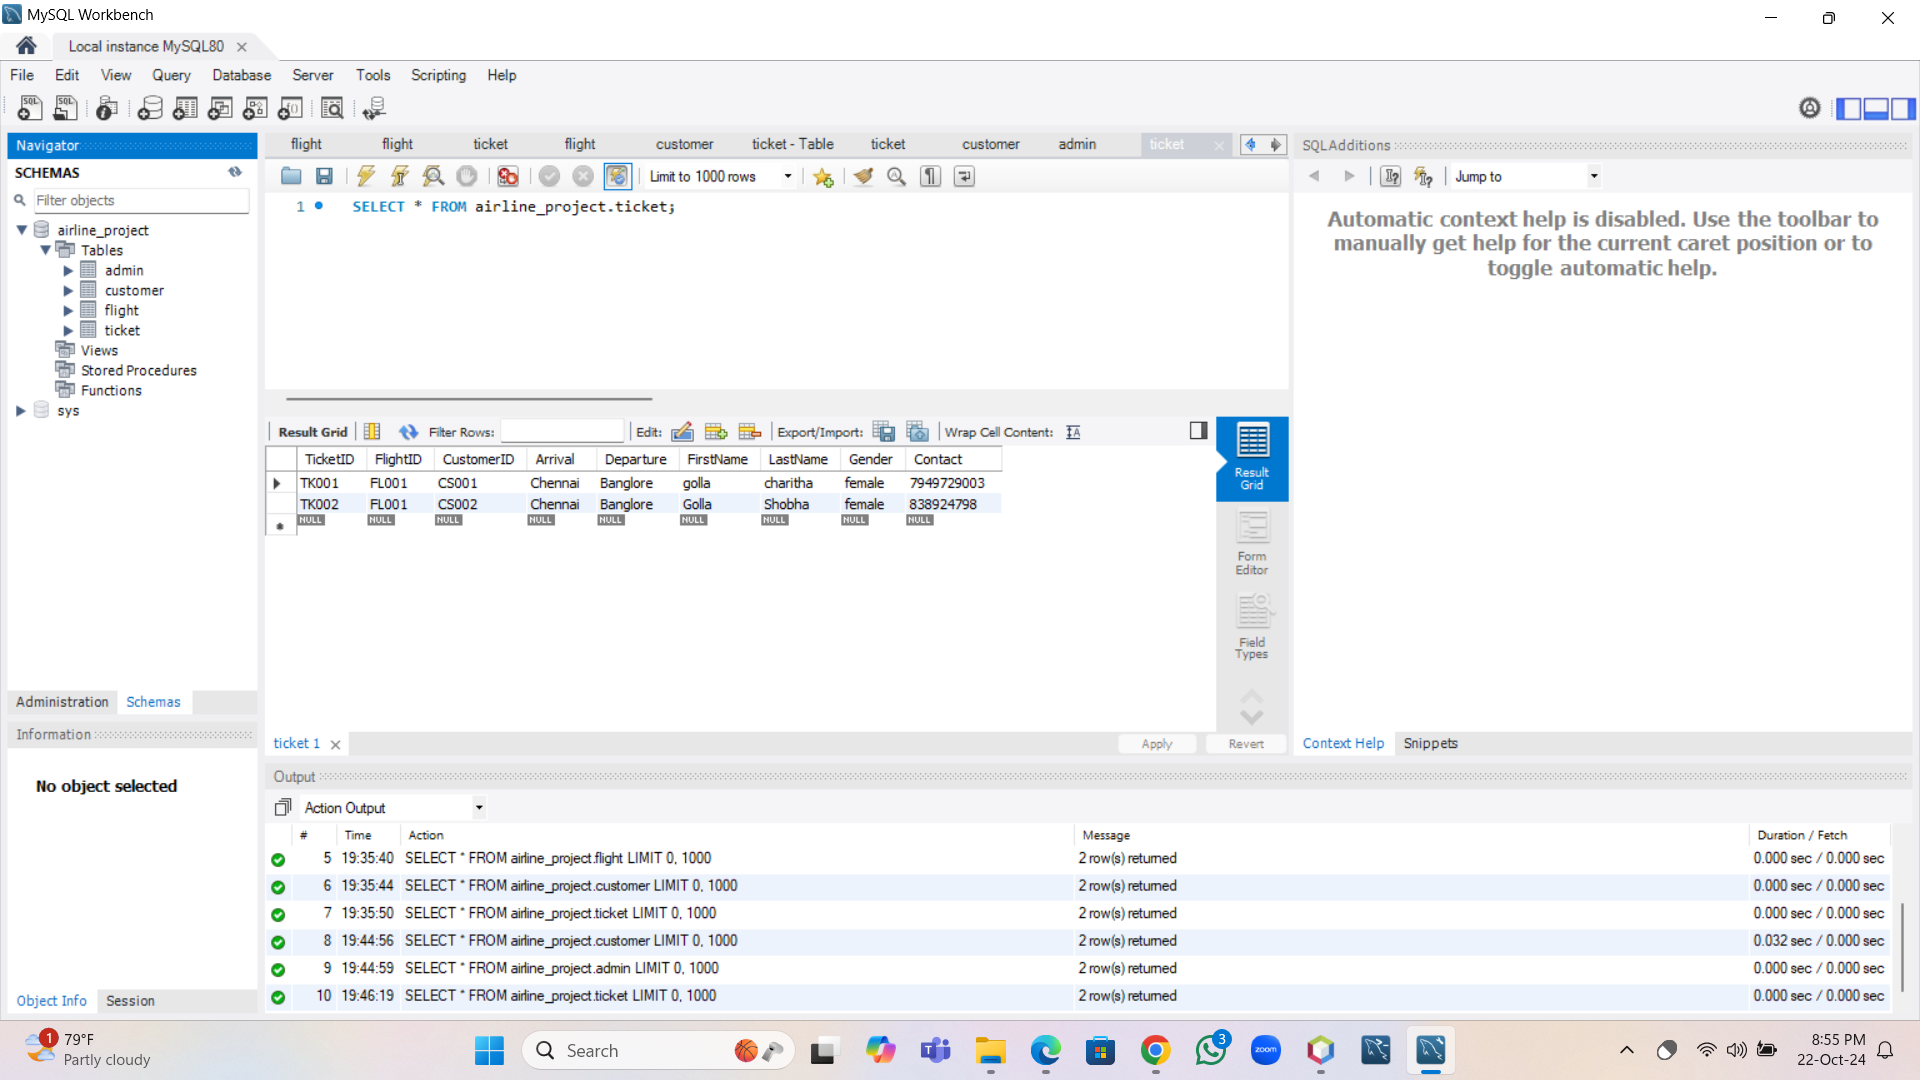 MySQL Workbench
Local instance MySQL80
File Edit View Query Database Server Tools Scripting Help
Navigator
SCHEMAS
Filter objects
airline_project
Tables
admin
customer
flight
ticket
Views
Stored Procedures
Functions
sys
Administration Schemas
Information
No object selected
Object Info Session
flight flight ticket flight customer ticket - Table ticket customer admin ticket
Limit to 1000 rows
1 SELECT * FROM airline_project.ticket;
Result Grid Filter Rows: Edit: Export/Import: Wrap Cell Content:
TicketID FlightID CustomerID Arrival Departure FirstName LastName Gender Contact
TK001 FL001 CS001 Chennai Banglore golla charitha female 7949729003
TK002 FL001 CS002 Chennai Banglore Golla Shobha female 838924798
NULL NULL NULL NULL NULL NULL NULL NULL NULL
Result
Grid
Form
Editor
Field
Types
ticket 1 Apply Revert
SQLAdditions
Jump to
Automatic context help is disabled. Use the toolbar to
manually get help for the current caret position or to
toggle automatic help.
Context Help Snippets
Output
Action Output
# Time Action Message Duration / Fetch
5 19:35:40 SELECT * FROM airline_project.flight LIMIT 0, 1000 2 row(s) returned 0.000 sec / 0.000 sec
6 19:35:44 SELECT * FROM airline_project.customer LIMIT 0, 1000 2 row(s) returned 0.000 sec / 0.000 sec
7 19:35:50 SELECT * FROM airline_project.ticket LIMIT 0, 1000 2 row(s) returned 0.000 sec / 0.000 sec
8 19:44:56 SELECT * FROM airline_project.customer LIMIT 0, 1000 2 row(s) returned 0.032 sec / 0.000 sec
9 19:44:59 SELECT * FROM airline_project.admin LIMIT 0, 1000 2 row(s) returned 0.000 sec / 0.000 sec
10 19:46:19 SELECT * FROM airline_project.ticket LIMIT 0, 1000 2 row(s) returned 0.000 sec / 0.000 sec
1
79°F
Partly cloudy
Search
3
zoom
8:55 PM
22-Oct-24